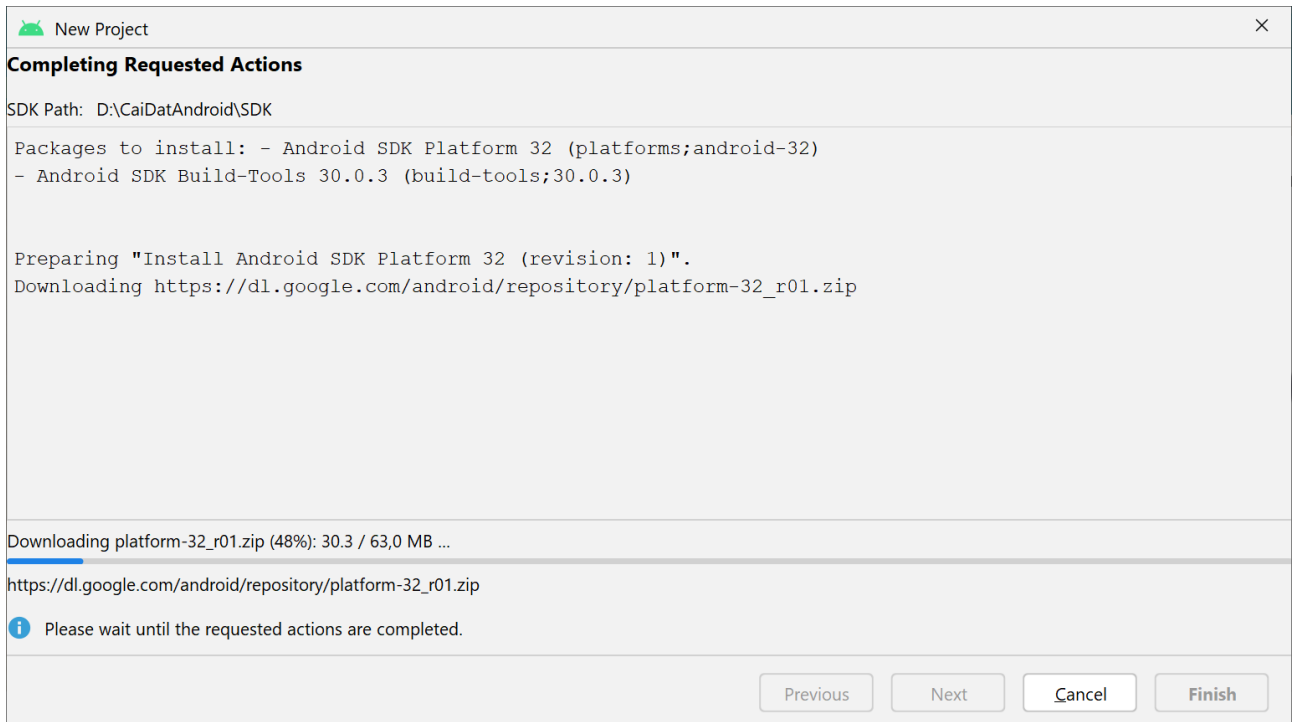 New Project
Completing Requested Actions
SDK Path: D:\CaiDatAndroid\SDK
Packages to install: - Android SDK Platform 32 (platforms;android-32)
- Android SDK Build-Tools 30.0.3 (build-tools;30.0.3)
Preparing "Install Android SDK Platform 32 (revision: 1)".
Downloading https://dl.google.com/android/repository/platform-32_r01.zip
Downloading platform-32_r01.zip (48%): 30.3 / 63,0 MB ...
https://dl.google.com/android/repository/platform-32_r01.zip
Please wait until the requested actions are completed.
Previous Next Cancel Finish